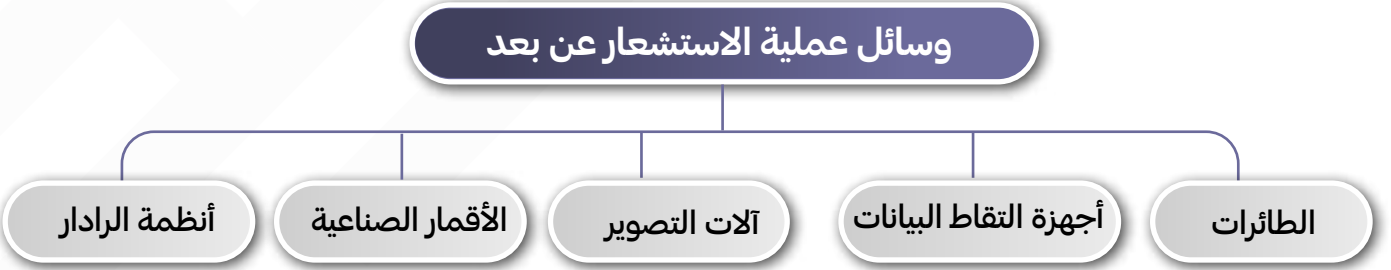 وسائل عملية الاستشعار عن بعد
الطائرات
أجهزة التقاط البيانات
آلات التصوير
الأقمار الصناعية
أنظمة الرادار